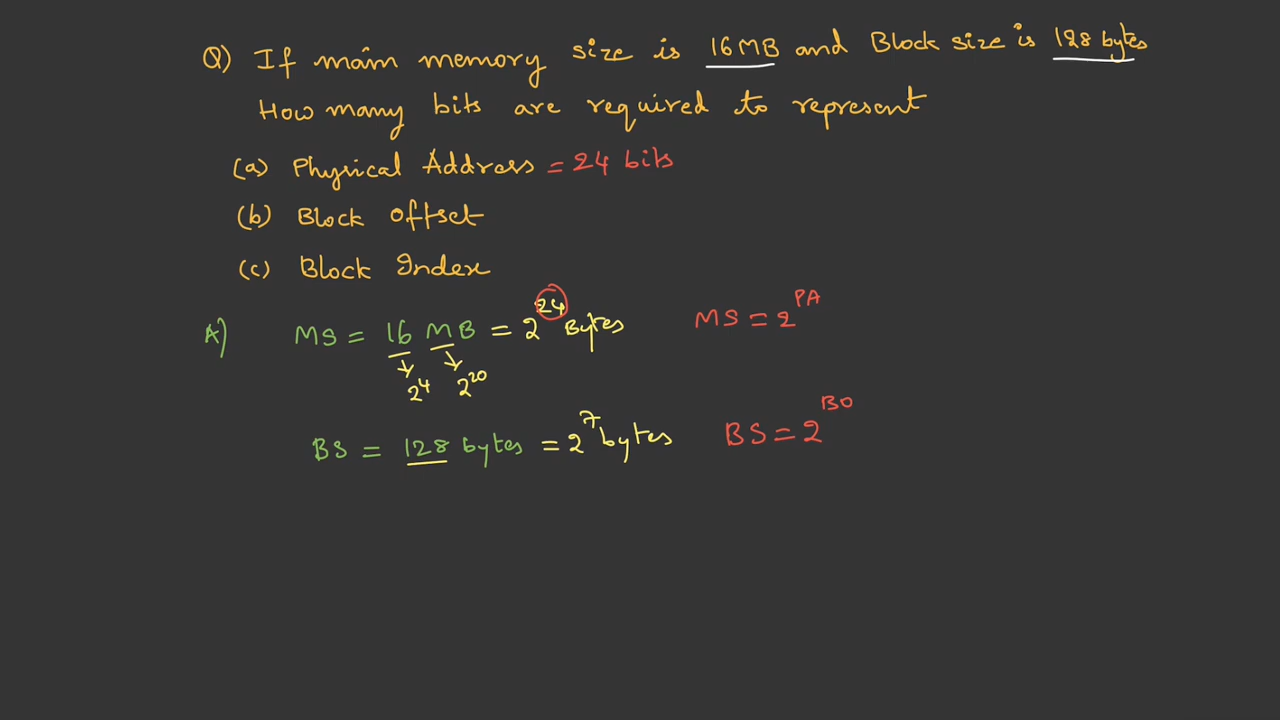 Q) If main memory size is 16 MB and Block size is 128 bytes
How many bits are required to represent
(a) Physical Address = 24 bits
(b) Block Offset
(c) Block Index
A) MS = 16 MB = 2^24 Bytes MS = 2^PA
2^4 2^20
BS = 128 bytes = 2^7 bytes BS = 2^BO